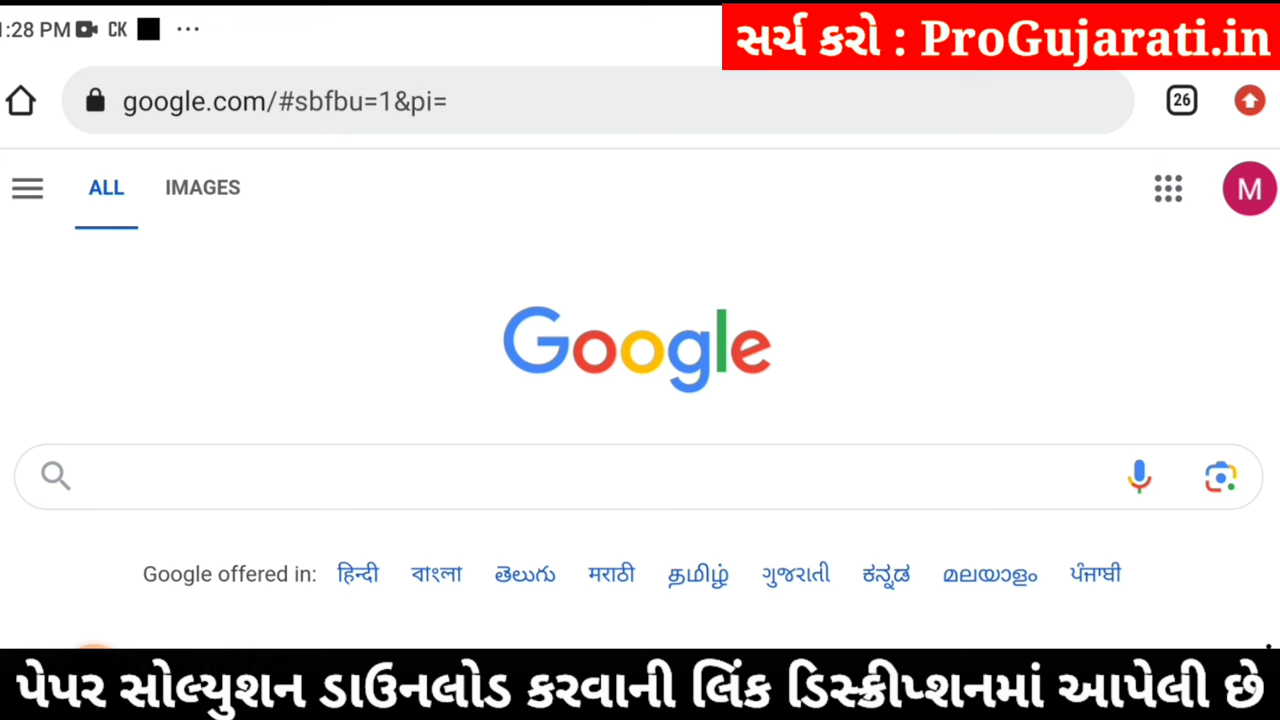 :28 PM CK ...
સર્ચ કરો : ProGujarati.in
google.com/#sbfbu=1&pi=
26
ALL IMAGES
M
Google
Google offered in: हिन्दी বাংলা తెలుగు मराठी தமிழ் ગુજરાતી ಕನ್ನಡ മലയാളം ਪੰਜਾਬੀ
પેપર સોલ્યુશન ડાઉનલોડ કરવાની લિંક ડિસ્ક્રીપ્શનમાં આપેલી છે